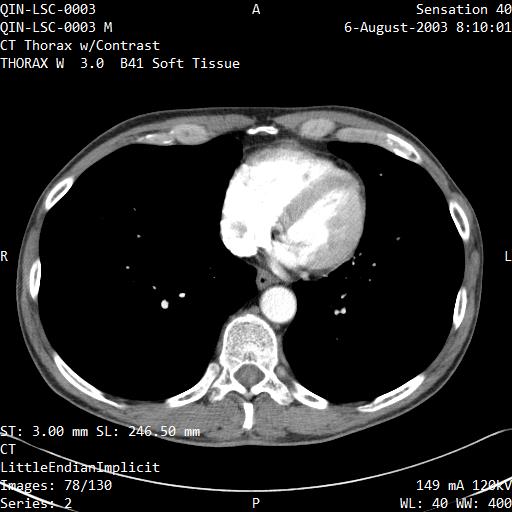 QIN-LSC-0003 A Sensation 40
QIN-LSC-0003 M 6-August-2003 8:10:01
CT Thorax w/Contrast
THORAX W 3.0 B41 Soft Tissue
R L
ST: 3.00 mm SL: 246.50 mm
CT
LittleEndianImplicit
Images: 78/130 149 mA 120kV
Series: 2 P WL: 40 WW: 400